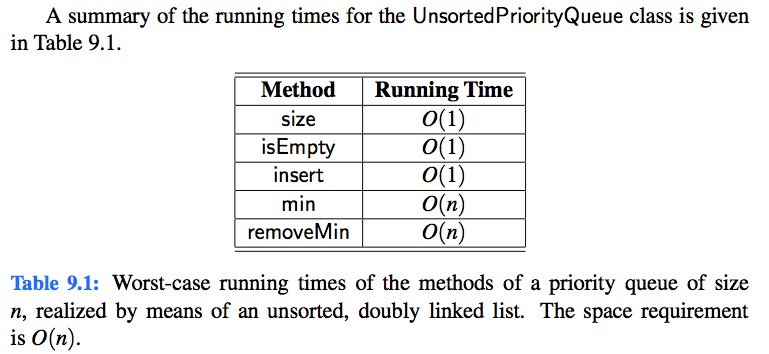 A summary of the running times for the UnsortedPriorityQueue class is given
in Table 9.1.
Method Running Time
size O(1)
isEmpty O(1)
insert O(1)
min O(n)
removeMin O(n)
Table 9.1: Worst-case running times of the methods of a priority queue of size
n, realized by means of an unsorted, doubly linked list. The space requirement
is O(n).